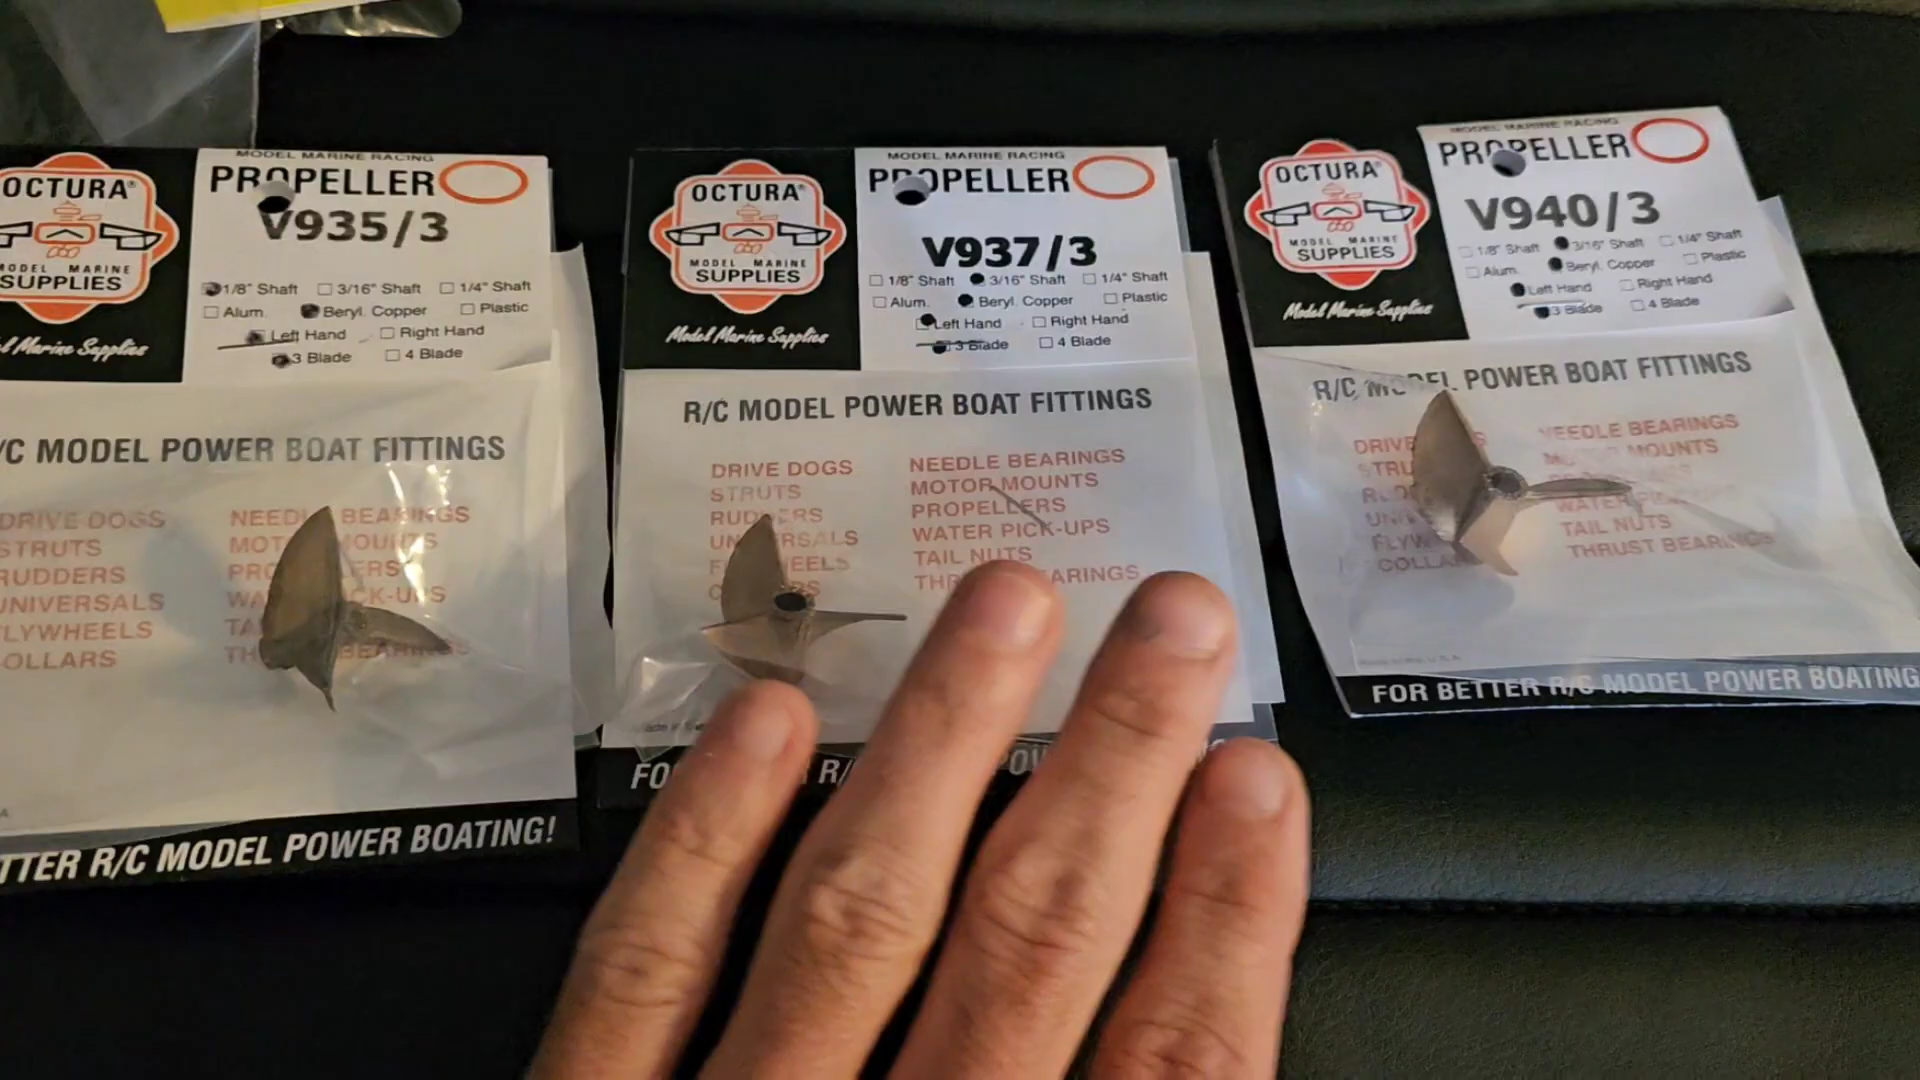 OCTURA®
MODEL MARINE
SUPPLIES
Model Marine Supplies
MODEL MARINE RACING
PROPELLER
V935/3
1/8" Shaft 3/16" Shaft 1/4" Shaft
Alum. Beryl. Copper Plastic
Left Hand Right Hand
3 Blade 4 Blade
/C MODEL POWER BOAT FITTINGS
DRIVE DOGS
STRUTS
RUDDERS
UNIVERSALS
LYWHEELS
OLLARS
BEARINGS
TTER R/C MODEL POWER BOATING!
OCTURA®
MODEL MARINE
SUPPLIES
Model Marine Supplies
MODEL MARINE RACING
PROPELLER
V937/3
1/8" Shaft 3/16" Shaft 1/4" Shaft
Alum. Beryl. Copper Plastic
Left Hand Right Hand
3 Blade 4 Blade
R/C MODEL POWER BOAT FITTINGS
DRIVE DOGS
STRUTS
NEEDLE BEARINGS
MOTOR MOUNTS
PROPELLERS
WATER PICK-UPS
TAIL NUTS
OCTURA®
MODEL MARINE
SUPPLIES
Model Marine Supplies
MODEL MARINE RACING
PROPELLER
V940/3
1/8" Shaft 3/16" Shaft 1/4" Shaft
Alum. Beryl. Copper Plastic
Left Hand Right Hand
3 Blade 4 Blade
R/C MODEL POWER BOAT FITTINGS
NEEDLE BEARINGS
MOUNTS
TAIL NUTS
THRUST BEARINGS
FOR BETTER R/C MODEL POWER BOATING